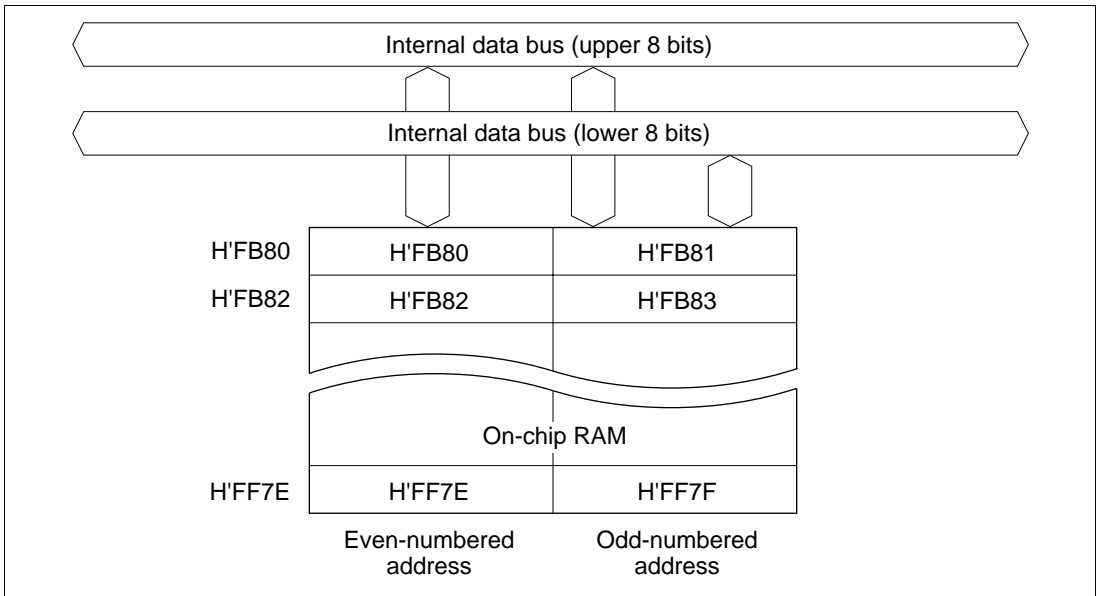 Internal data bus (upper 8 bits)
Internal data bus (lower 8 bits)
H'FB80 H'FB80 H'FB81
H'FB82 H'FB82 H'FB83
On-chip RAM
H'FF7E H'FF7E H'FF7F
Even-numbered address
Odd-numbered address